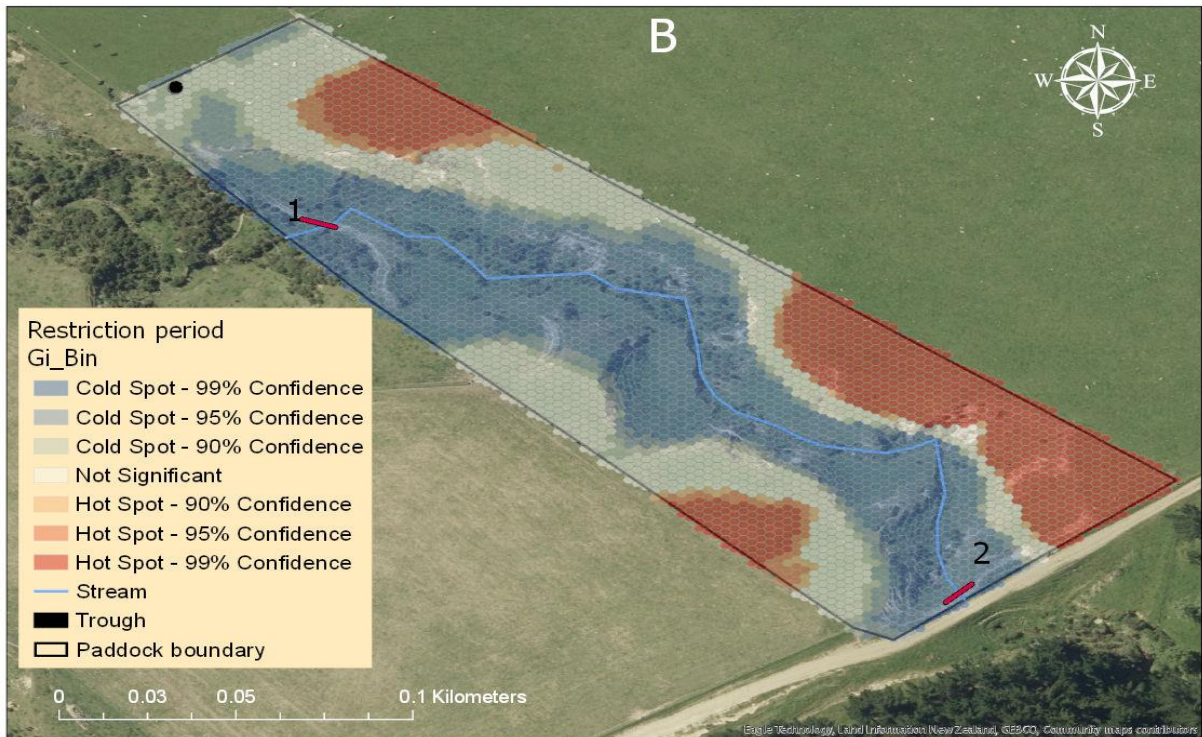 B
N
W E
S
1
2
Restriction period
Gi_Bin
Cold Spot - 99% Confidence
Cold Spot - 95% Confidence
Cold Spot - 90% Confidence
Not Significant
Hot Spot - 90% Confidence
Hot Spot - 95% Confidence
Hot Spot - 99% Confidence
Stream
Trough
Paddock boundary
0 0.03 0.05 0.1 Kilometers
Eagle Technology, Land Information New Zealand, GEBCO, Community maps contributors